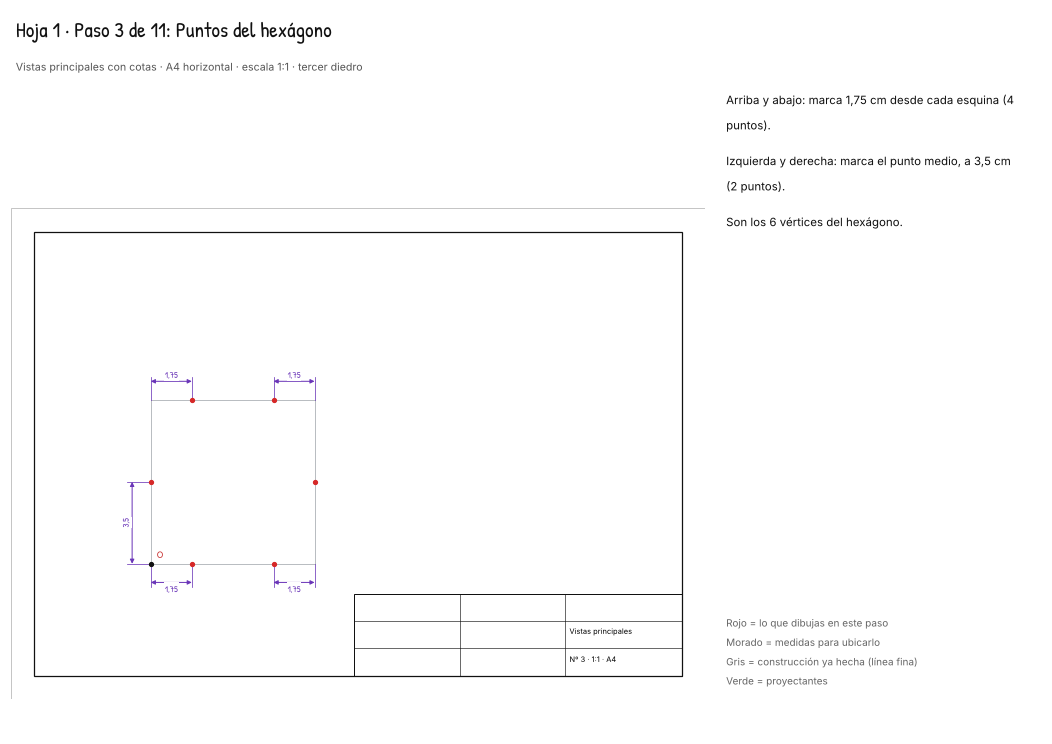 Hoja 1 · Paso 3 de 11: Puntos del hexágono
Vistas principales con cotas · A4 horizontal · escala 1:1 · tercer diedro
Arriba y abajo: marca 1,75 cm desde cada esquina (4
puntos).
Izquierda y derecha: marca el punto medio, a 3,5 cm
(2 puntos).
Son los 6 vértices del hexágono.
1,75
1,75
3,5
O
1,75
1,75
Vistas principales
Nº 3 · 1:1 · A4
Rojo = lo que dibujas en este paso
Morado = medidas para ubicarlo
Gris = construcción ya hecha (línea fina)
Verde = proyectantes